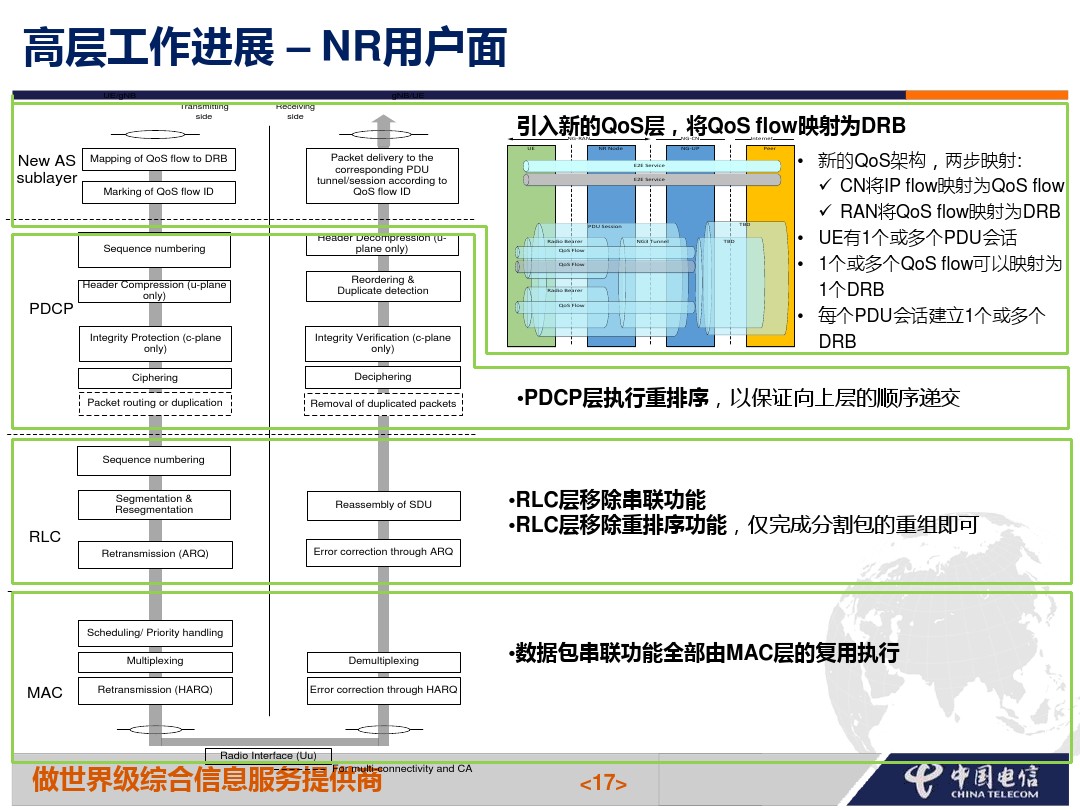 高层工作进展 – NR用户面
UE/gNB
gNB/UE
Transmitting
side
Receiving
side
New AS
sublayer
Mapping of QoS flow to DRB
Marking of QoS flow ID
Packet delivery to the
corresponding PDU
tunnel/session according to
QoS flow ID
引入新的QoS层，将QoS flow映射为DRB
NG-RAN
NG-CN
Internet
UE
NR Node
NG-UP
Peer
E2E Service
E2E Service
PDU Session
TBD
Radio Bearer
NG3 Tunnel
TBD
QoS Flow
QoS Flow
Radio Bearer
QoS Flow
• 新的QoS架构，两步映射：
✓ CN将IP flow映射为QoS flow
✓ RAN将QoS flow映射为DRB
• UE有1个或多个PDU会话
• 1个或多个QoS flow可以映射为
1个DRB
• 每个PDU会话建立1个或多个
DRB
PDCP
Sequence numbering
Header Compression (u-plane
only)
Integrity Protection (c-plane
only)
Ciphering
Packet routing or duplication
Header Decompression (u-
plane only)
Reordering &
Duplicate detection
Integrity Verification (c-plane
only)
Deciphering
Removal of duplicated packets
•PDCP层执行重排序，以保证向上层的顺序递交
RLC
Sequence numbering
Segmentation &
Resegmentation
Retransmission (ARQ)
Reassembly of SDU
Error correction through ARQ
•RLC层移除串联功能
•RLC层移除重排序功能，仅完成分割包的重组即可
MAC
Scheduling/ Priority handling
Multiplexing
Retransmission (HARQ)
Demultiplexing
Error correction through HARQ
•数据包串联功能全部由MAC层的复用执行
Radio Interface (Uu)
For multi-connectivity and CA
做世界级综合信息服务提供商
<17>
中国电信
CHINA TELECOM